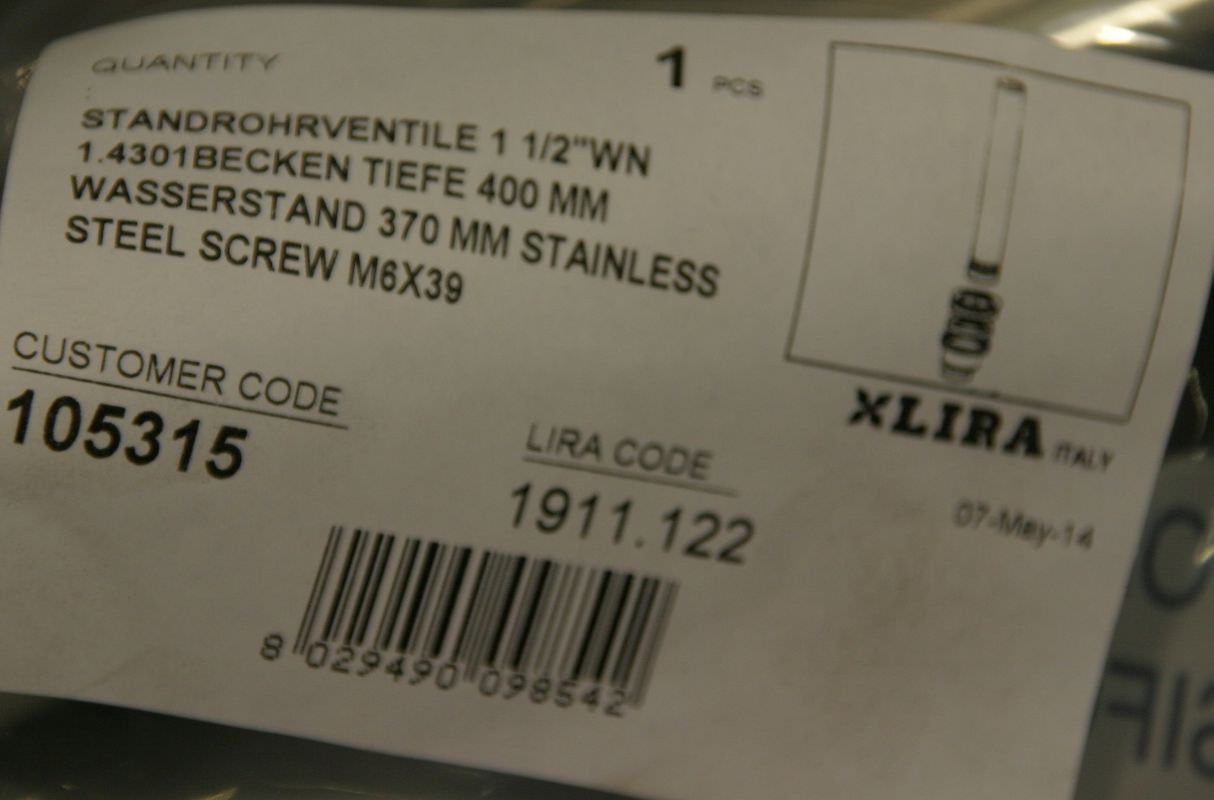 QUANTITY 1 PCS
STANDROHRVENTILE 1 1/2"WN
1.4301BECKEN TIEFE 400 MM
WASSERSTAND 370 MM STAINLESS
STEEL SCREW M6X39
CUSTOMER CODE
105315
LIRA CODE
1911.122
LIRA ITALY
07-May-14
8 029490 098542